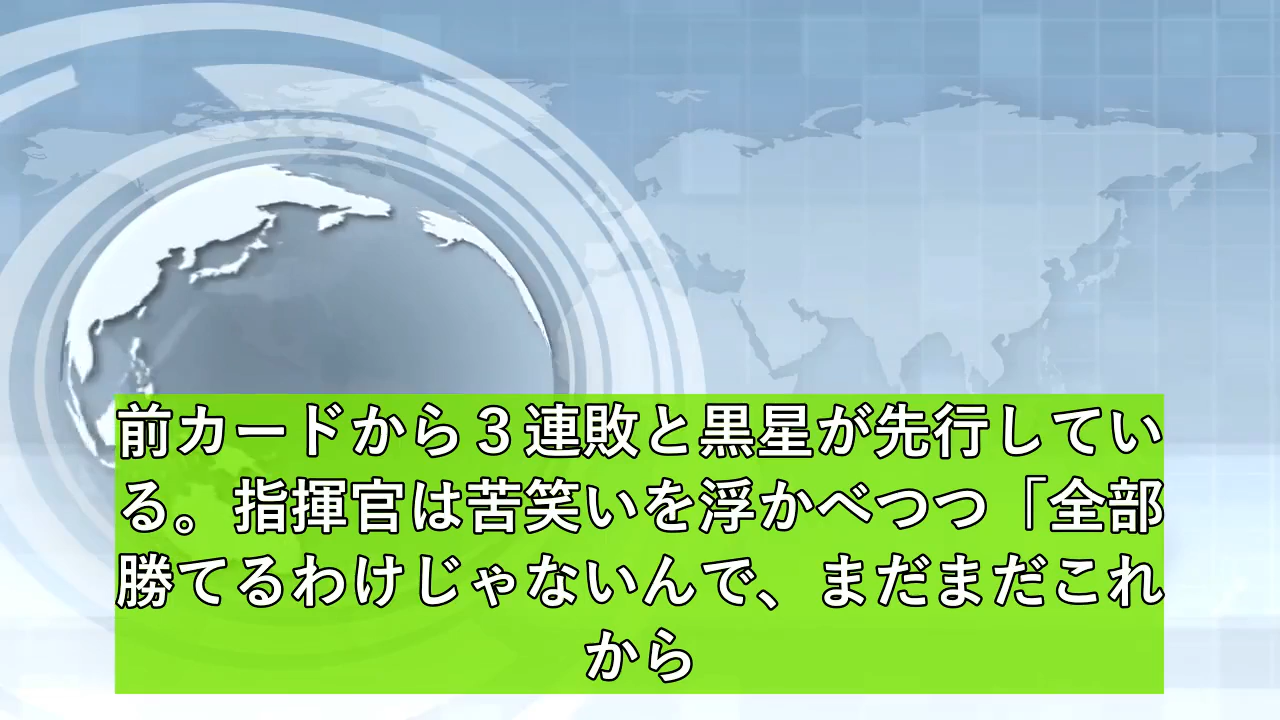 前カードから３連敗と黒星が先行してい
る。指揮官は苦笑いを浮かべつつ「全部
勝てるわけじゃないんで、まだまだこれ
から